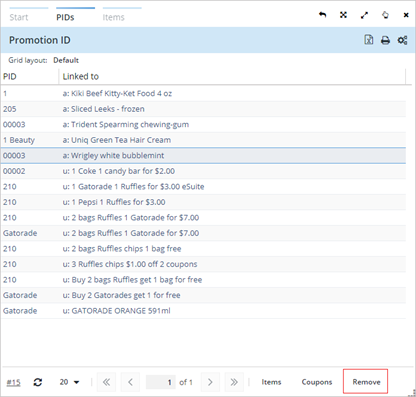 Start PIDs Items
Promotion ID
Grid layout: Default
PID Linked to
1 a: Kiki Beef Kitty-Ket Food 4 oz
205 a: Sliced Leeks - frozen
00003 a: Trident Spearming chewing-gum
1 Beauty a: Uniq Green Tea Hair Cream
00003 a: Wrigley white bubblemint
00002 u: 1 Coke 1 candy bar for $2.00
210 u: 1 Gatorade 1 Ruffles for $3.00 eSuite
210 u: 1 Pepsi 1 Ruffles for $3.00
210 u: 2 bags Ruffles 1 Gatorade for $7.00
Gatorade u: 2 bags Ruffles 1 Gatorade for $7.00
210 u: 2 bags Ruffles chips 1 bag free
210 u: 3 Ruffles chips $1.00 off 2 coupons
210 u: Buy 2 bags Ruffles get 1 bag for free
Gatorade u: Buy 2 Gatorades get 1 for free
Gatorade u: GATORADE ORANGE 591ml
#15 20 1 of 1 Items Coupons Remove